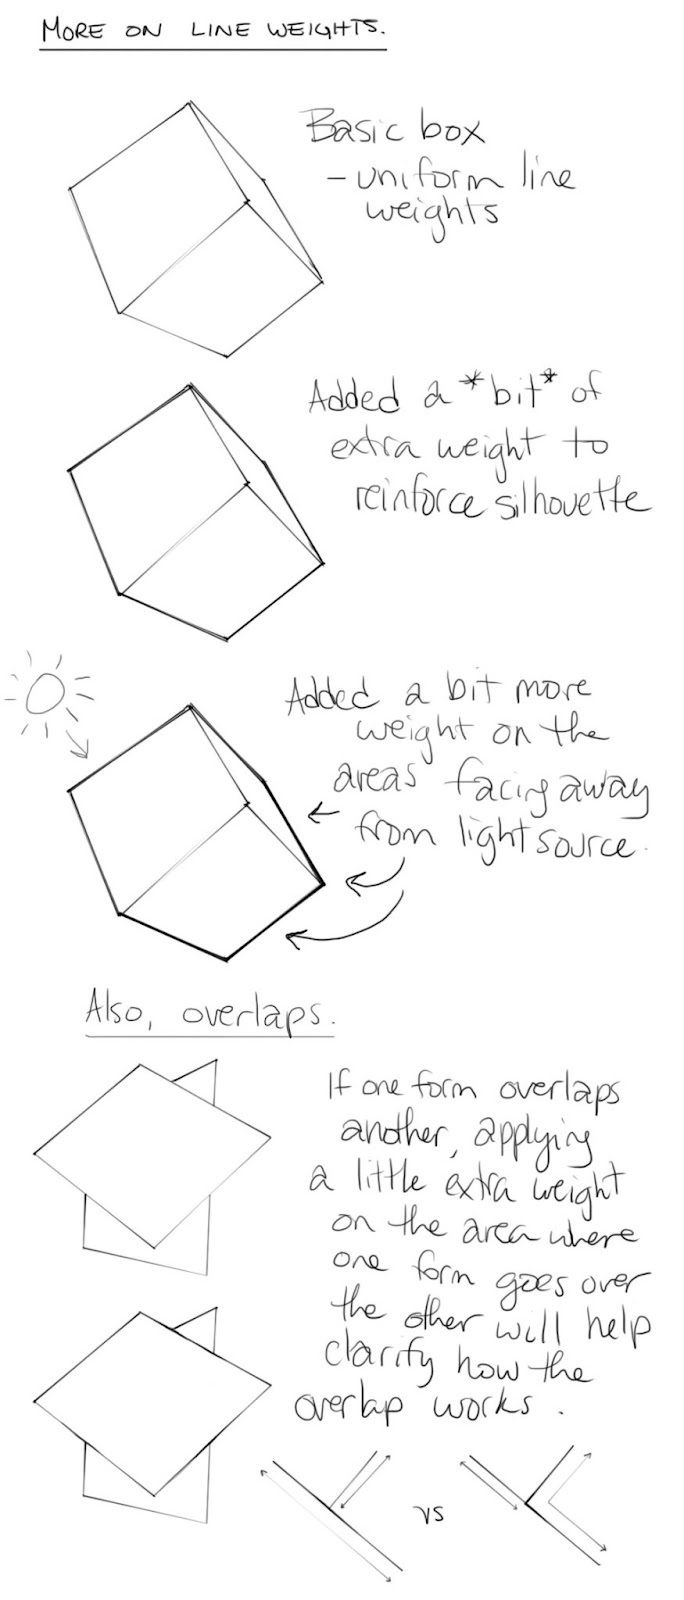 MORE ON LINE WEIGHTS.
Basic box
- uniform line
weights
Added a *bit* of
extra weight to
reinforce silhouette
Added a bit more
weight on the
areas facing away
from light source.
Also, overlaps.
If one form overlaps
another, applying
a little extra weight
on the area where
one form goes over
the other will help
clarify how the
overlap works.
vs